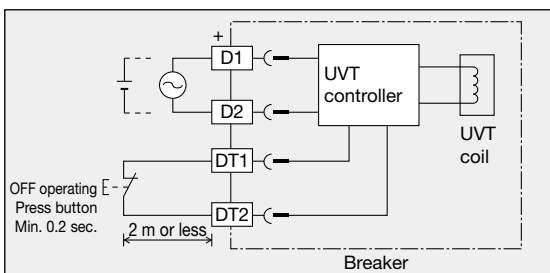 +
D1
D2
DT1
DT2
UVT
controller
UVT
coil
OFF operating
Press button
Min. 0.2 sec.
2 m or less
Breaker